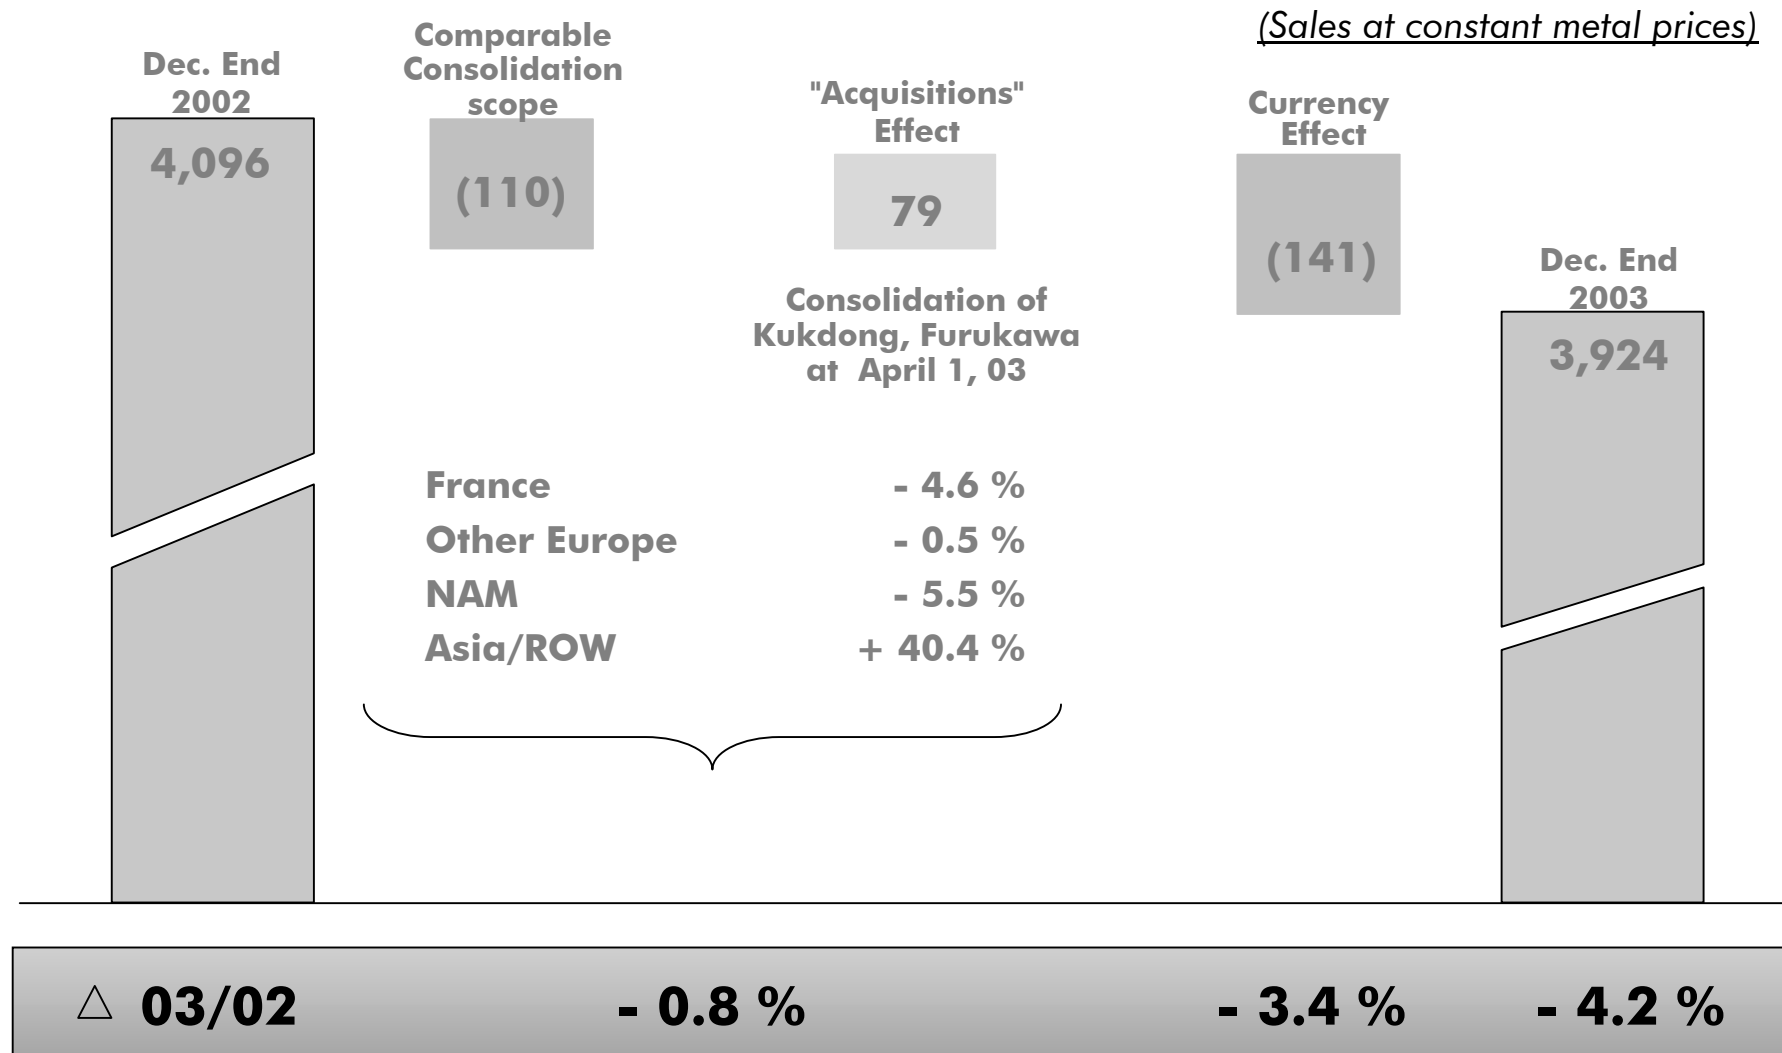 (Sales at constant metal prices)
Dec. End
2002
4,096
Comparable
Consolidation
scope
(110)
"Acquisitions"
Effect
79
Consolidation of
Kukdong, Furukawa
at April 1, 03
Currency
Effect
(141)
Dec. End
2003
3,924
France - 4.6 %
Other Europe - 0.5 %
NAM - 5.5 %
Asia/ROW + 40.4 %
△ 03/02 - 0.8 % - 3.4 % - 4.2 %